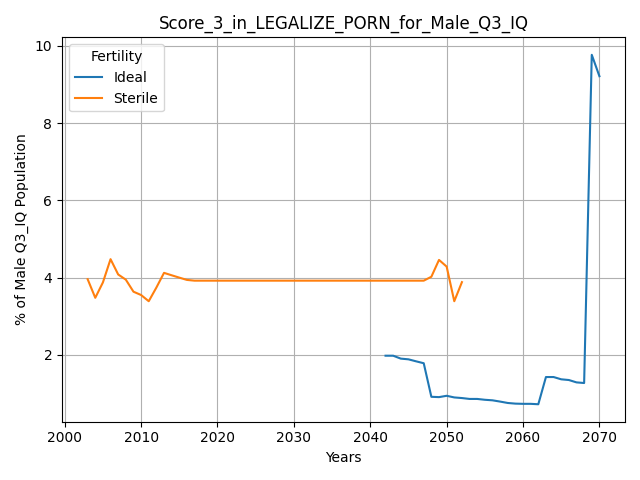 Score_3_in_LEGALIZE_PORN_for_Male_Q3_IQ
% of Male Q3_IQ Population
10
8
6
4
2
Fertility
Ideal
Sterile
2000 2010 2020 2030 2040 2050 2060 2070
Years